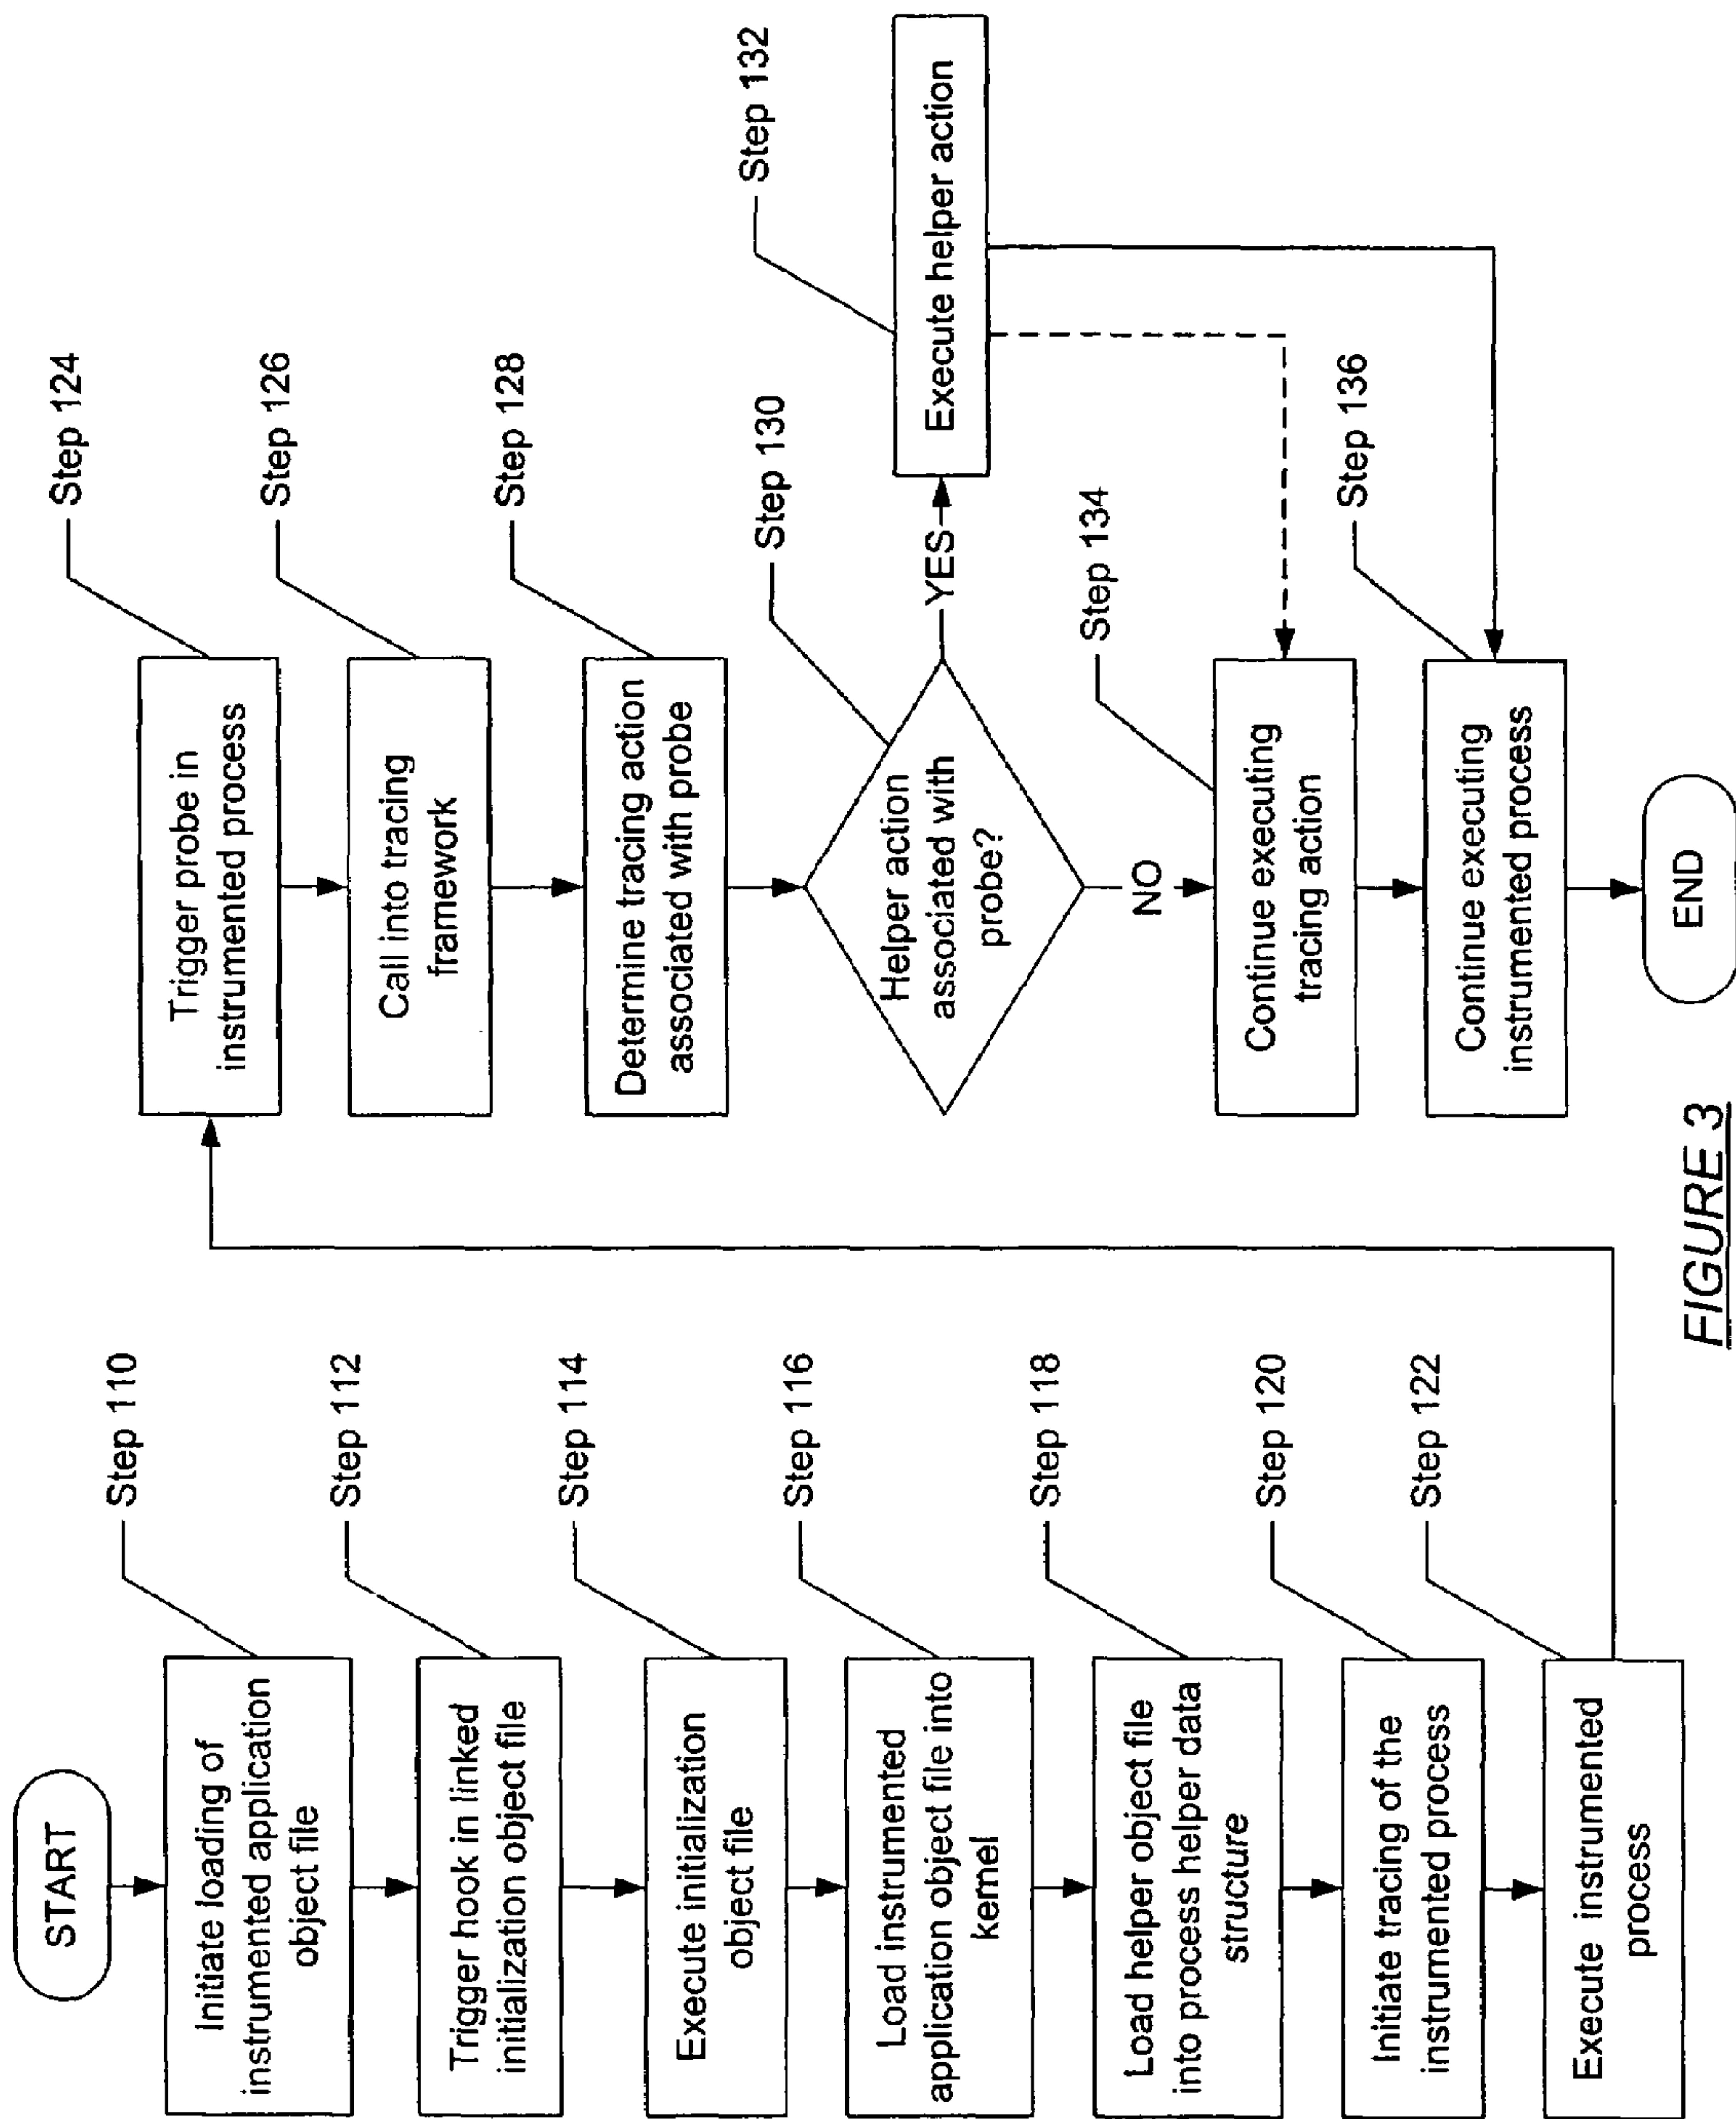 START
Initiate loading of
instrumented application
object file
Step 110
Trigger hook in linked
initialization object file
Step 112
Execute initialization
object file
Step 114
Load instrumented
application object file into
kernel
Step 116
Load helper object file
into process helper data
structure
Step 118
Initiate tracing of the
instrumented process
Step 120
Execute instrumented
process
Step 122
Trigger probe in
instrumented process
Step 124
Call into tracing
framework
Step 126
Determine tracing action
associated with probe
Step 128
Helper action
associated with
probe?
Step 130
YES
Execute helper action
Step 132
NO
Continue executing
tracing action
Step 134
Continue executing
instrumented process
Step 136
END
FIGURE 3